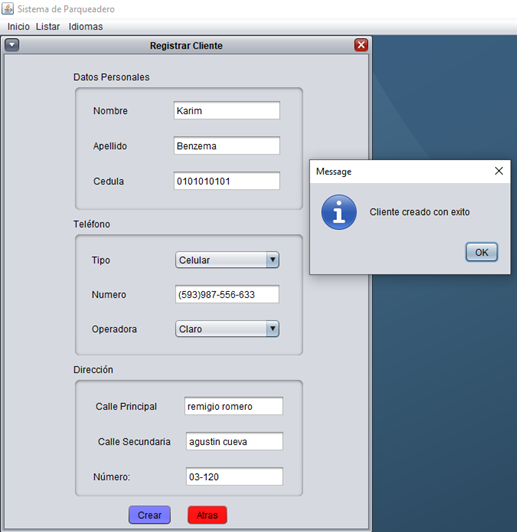 Sistema de Parqueadero
Inicio Listar Idiomas
Registrar Cliente
Datos Personales
Nombre Karim
Apellido Benzema
Cedula 0101010101
Message
Cliente creado con exito
OK
Teléfono
Tipo Celular
Numero (593)987-556-633
Operadora Claro
Dirección
Calle Principal remigio romero
Calle Secundaria agustin cueva
Número: 03-120
Crear Atras